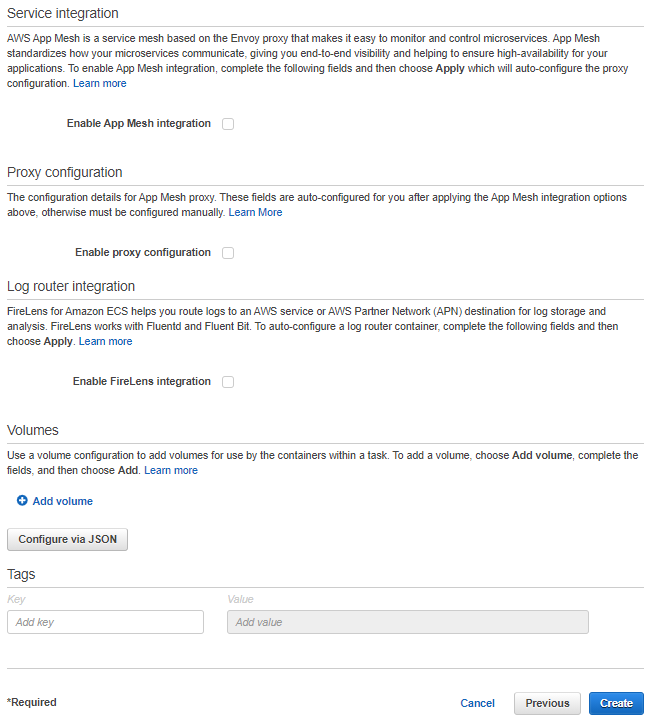 Service integration
AWS App Mesh is a service mesh based on the Envoy proxy that makes it easy to monitor and control microservices. App Mesh
standardizes how your microservices communicate, giving you end-to-end visibility and helping to ensure high-availability for your
applications. To enable App Mesh integration, complete the following fields and then choose Apply which will auto-configure the proxy
configuration. Learn more
Enable App Mesh integration
Proxy configuration
The configuration details for App Mesh proxy. These fields are auto-configured for you after applying the App Mesh integration options
above, otherwise must be configured manually. Learn More
Enable proxy configuration
Log router integration
FireLens for Amazon ECS helps you route logs to an AWS service or AWS Partner Network (APN) destination for log storage and
analysis. FireLens works with Fluentd and Fluent Bit. To auto-configure a log router container, complete the following fields and then
choose Apply. Learn more
Enable FireLens integration
Volumes
Use a volume configuration to add volumes for use by the containers within a task. To add a volume, choose Add volume, complete the
fields, and then choose Add. Learn more
Add volume
Configure via JSON
Tags
Key Value
Add key Add value
*Required Cancel Previous Create